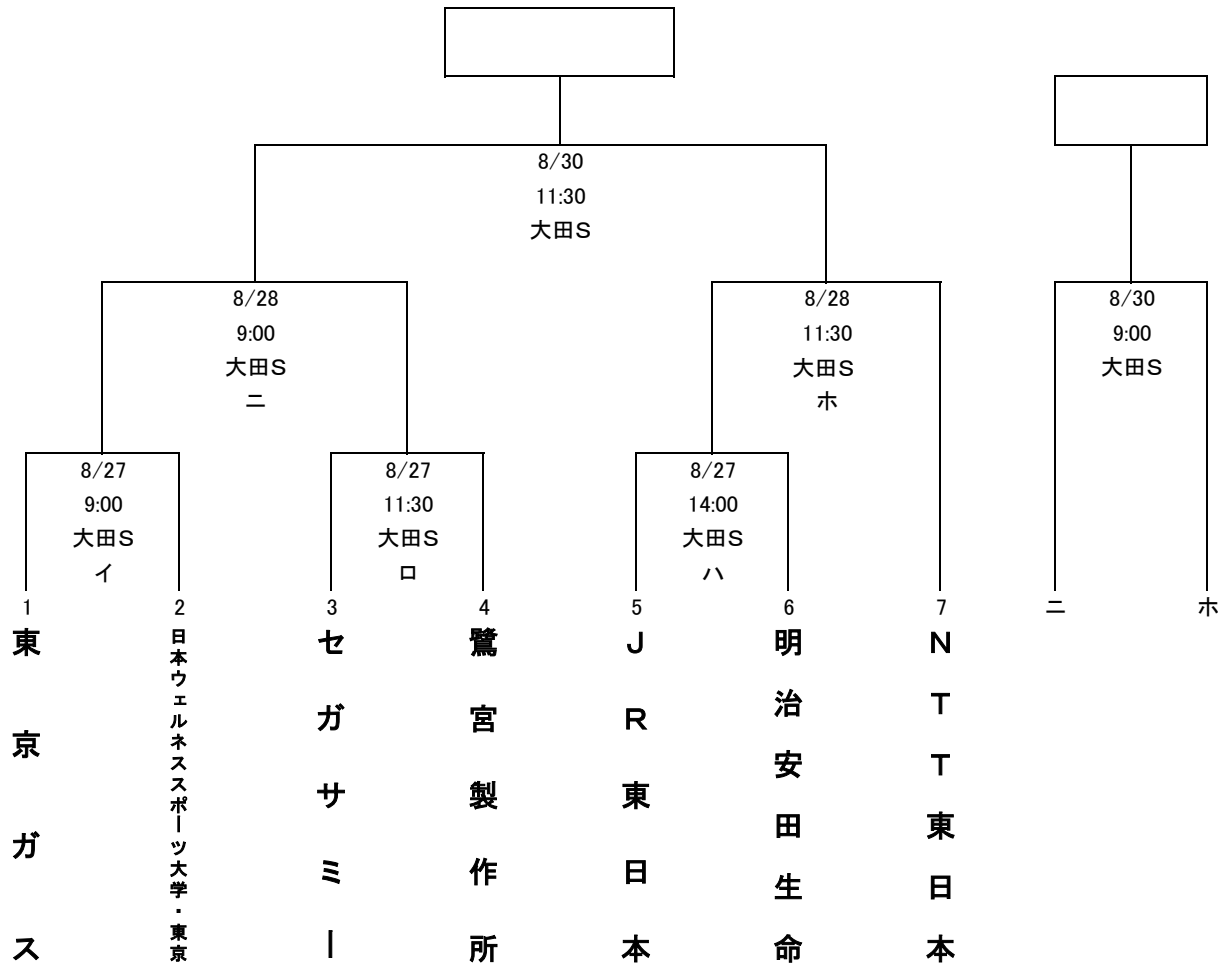 8/30
11:30
大田S
8/28
9:00
大田S
ニ
8/28
11:30
大田S
ホ
8/30
9:00
大田S
8/27
9:00
大田S
イ
8/27
11:30
大田S
ロ
8/27
14:00
大田S
ハ
1
2
3
4
5
6
7
ニ
ホ
東京ガス
日本ウェルネススポーツ大学・東京
セガサミー
鷺宮製作所
JR東日本
明治安田生命
NTT東日本